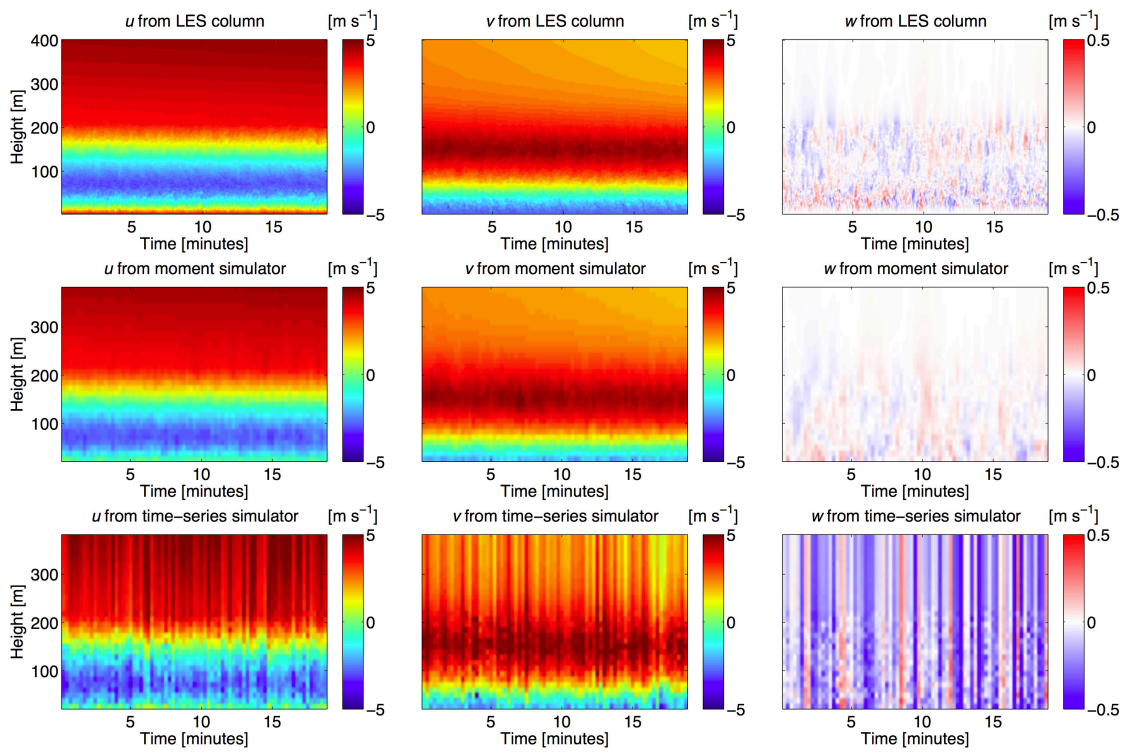 u from LES column [m s−1]
v from LES column [m s−1]
w from LES column [m s−1]
400 5 5 0.5
300
Height [m] 200 0 0 0
100
−5 −5 −0.5
5 10 15 5 10 15 5 10 15
Time [minutes] Time [minutes] Time [minutes]
u from moment simulator [m s−1]
v from moment simulator [m s−1]
w from moment simulator [m s−1]
5 5 0.5
300
Height [m] 200 0 0 0
100
−5 −5 −0.5
5 10 15 5 10 15 5 10 15
Time [minutes] Time [minutes] Time [minutes]
u from time−series simulator [m s−1]
v from time−series simulator [m s−1]
w from time−series simulator [m s−1]
5 5 0.5
300
Height [m] 200 0 0 0
100
−5 −5 −0.5
5 10 15 5 10 15 5 10 15
Time [minutes] Time [minutes] Time [minutes]